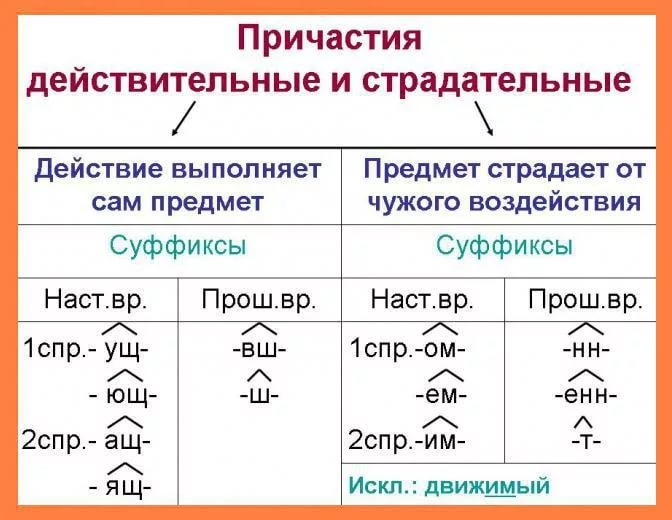 Причастия
действительные и страдательные
Действие выполняет
сам предмет
Предмет страдает от
чужого воздействия
Суффиксы
Суффиксы
Наст.вр.
Прош.вр.
Наст.вр.
Прош.вр.
1спр.- ущ-
-вш-
1спр.-ом-
-нн-
- ющ-
-ш-
-ем-
-енн-
2спр.- ащ-
2спр.-им-
-т-
- ящ-
Искл.: движимый